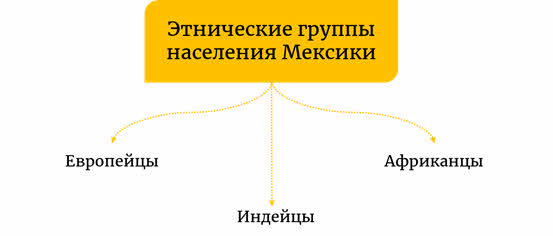 Этнические группы
населения Мексики
Европейцы
Африканцы
Индейцы